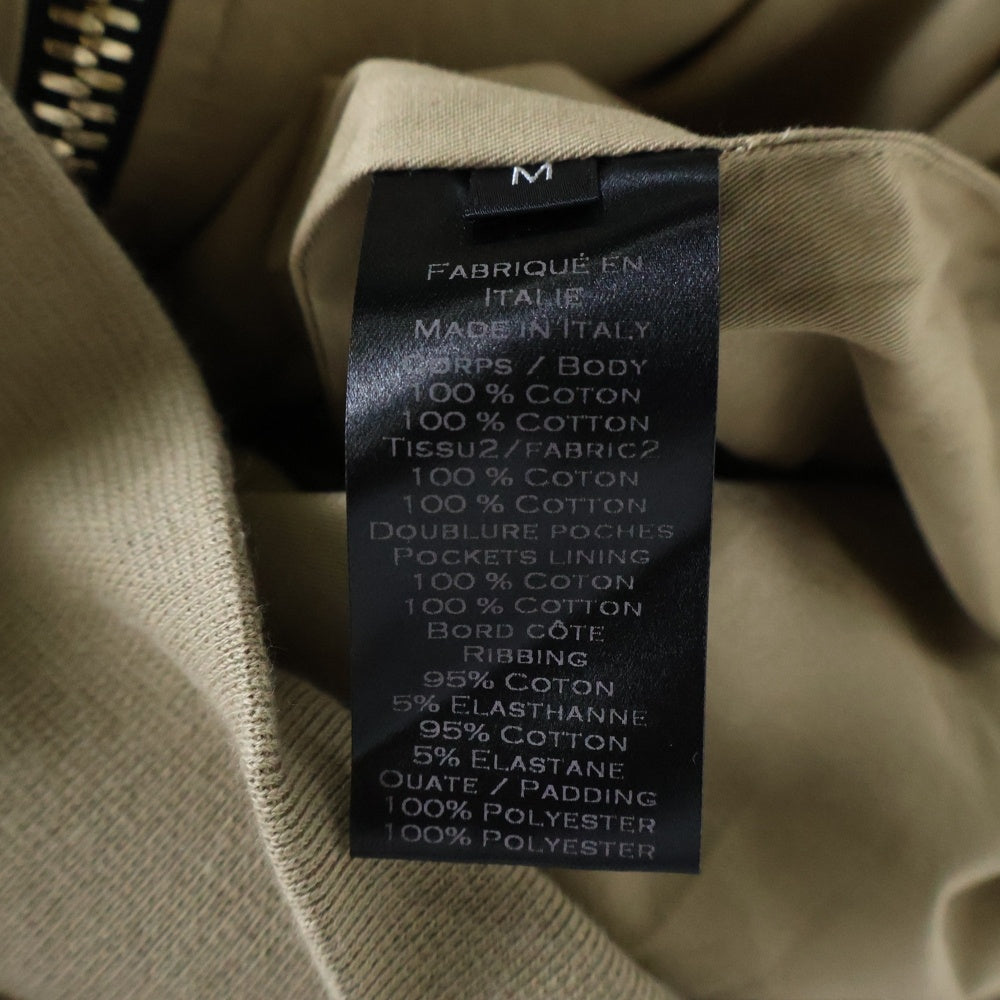 M
FABRIQUÉ EN
ITALIE
MADE IN ITALY
CORPS / BODY
100 % COTON
100 % COTTON
TISSU2/FABRIC2
100 % COTON
100 % COTTON
DOUBLURE POCHES
POCKETS LINING
100 % COTON
100 % COTTON
BORD CÔTE
RIBBING
95% COTON
5% ELASTHANNE
95% COTTON
5% ELASTANE
OUATE / PADDING
100% POLYESTER
100% POLYESTER